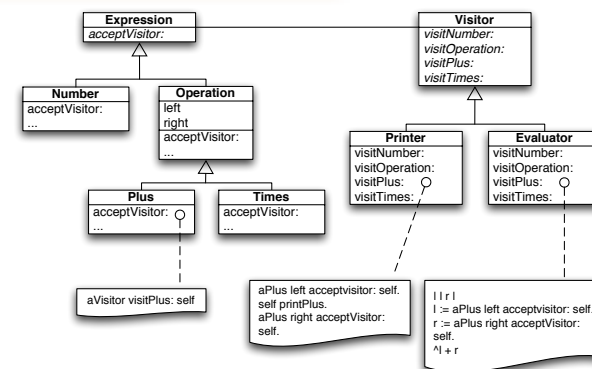 Expression
acceptVisitor:
Visitor
visitNumber:
visitOperation:
visitPlus:
visitTimes:
Number
acceptVisitor:
...
Operation
left
right
acceptVisitor:
...
Printer
visitNumber:
visitOperation:
visitPlus:
visitTimes:
Evaluator
visitNumber:
visitOperation:
visitPlus:
visitTimes:
Plus
acceptVisitor:
...
Times
acceptVisitor:
...
aVisitor visitPlus: self
aPlus left acceptvisitor: self.
self printPlus.
aPlus right acceptVisitor:
self.
| l r |
l := aPlus left acceptvisitor: self.
r := aPlus right acceptVisitor:
self.
^l + r